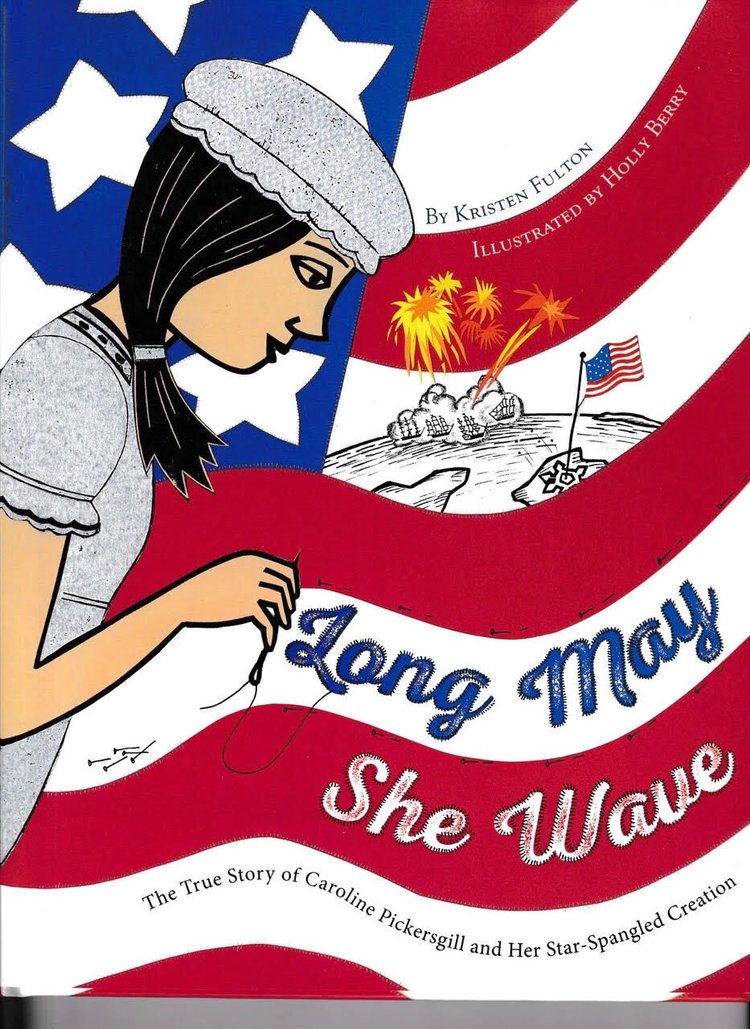 By Kristen Fulton
Illustrated by Holly Berry
Long May
She Wave
The True Story of Caroline Pickersgill and Her Star-Spangled Creation